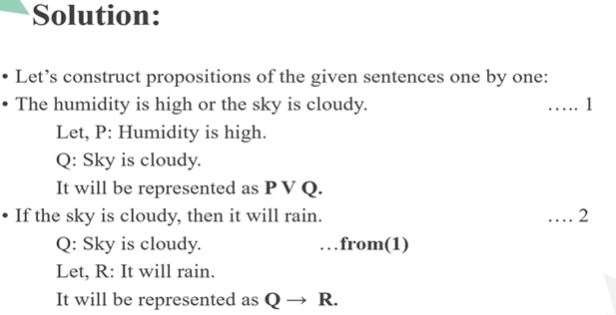 Solution:
• Let's construct propositions of the given sentences one by one:
• The humidity is high or the sky is cloudy. ..... 1
Let, P: Humidity is high.
Q: Sky is cloudy.
It will be represented as P V Q.
• If the sky is cloudy, then it will rain. .... 2
Q: Sky is cloudy. ...from(1)
Let, R: It will rain.
It will be represented as Q → R.